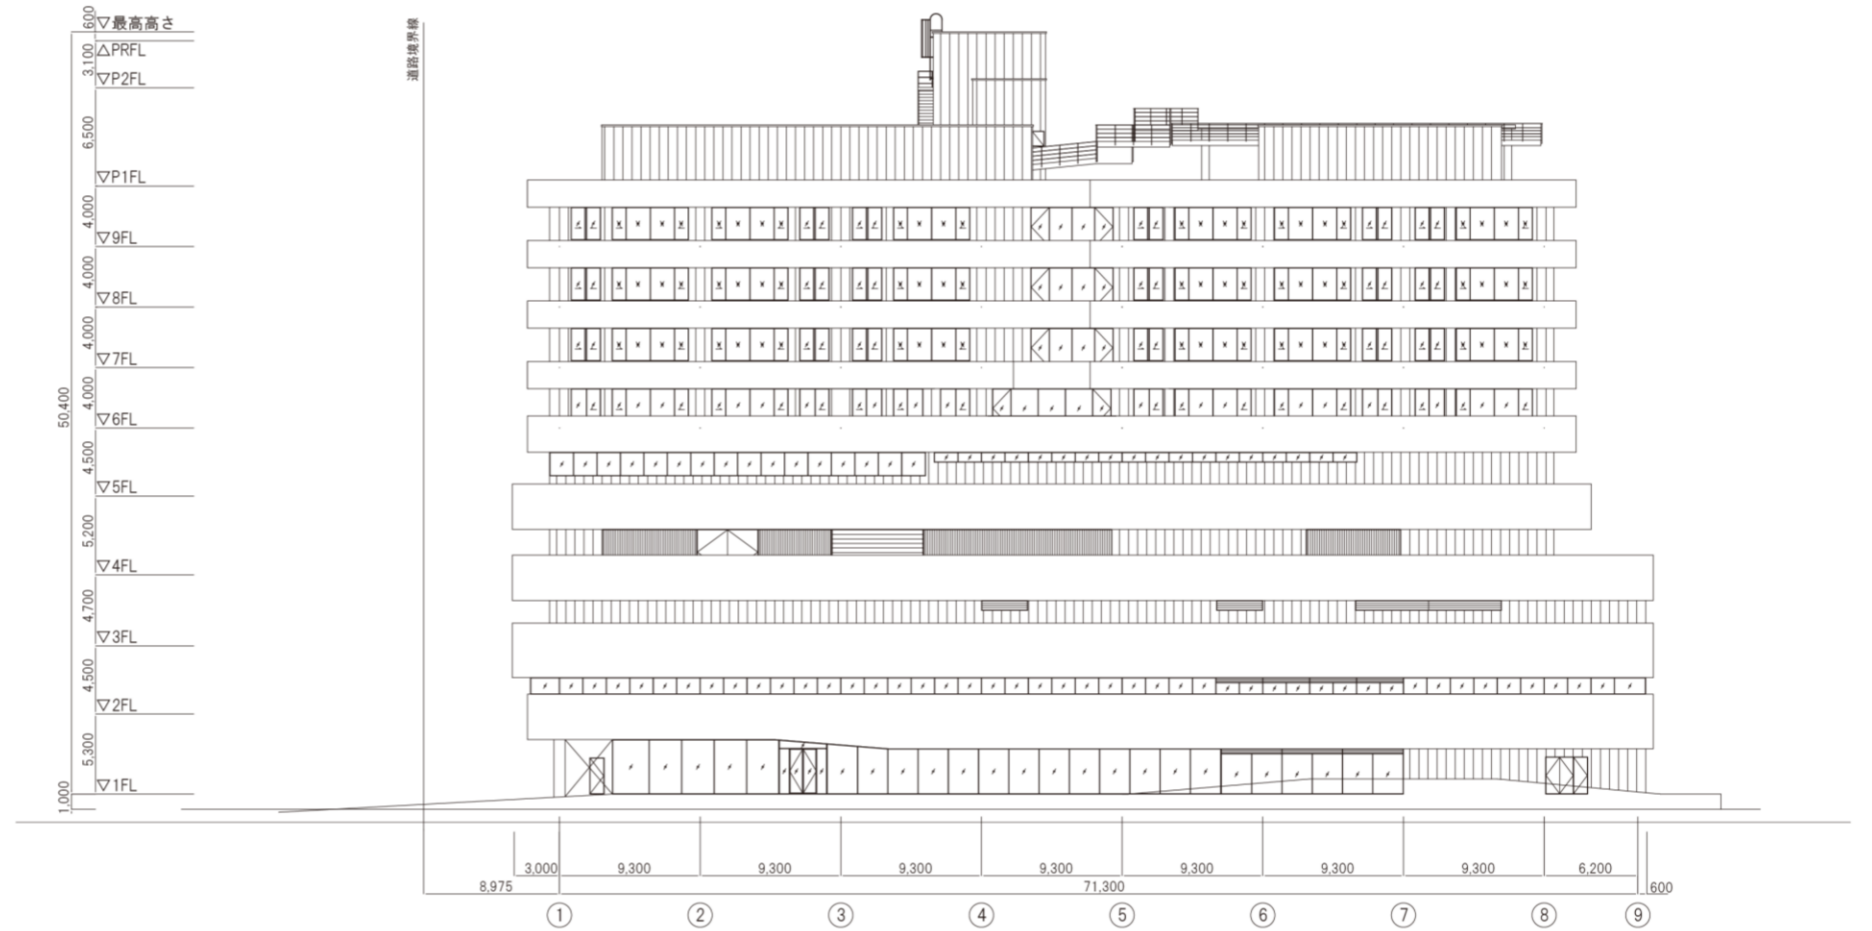 ▽最高高さ
600
△PRFL
3,100
▽P2FL
6,500
▽P1FL
4,000
▽9FL
4,000
▽8FL
4,000
▽7FL
4,000
▽6FL
4,500
▽5FL
5,200
▽4FL
4,700
▽3FL
4,500
▽2FL
5,300
▽1FL
50,400
1,000
道路境界線
3,000 9,300 9,300 9,300 9,300 9,300 9,300 9,300 6,200
8,975 71,300 600
① ② ③ ④ ⑤ ⑥ ⑦ ⑧ ⑨